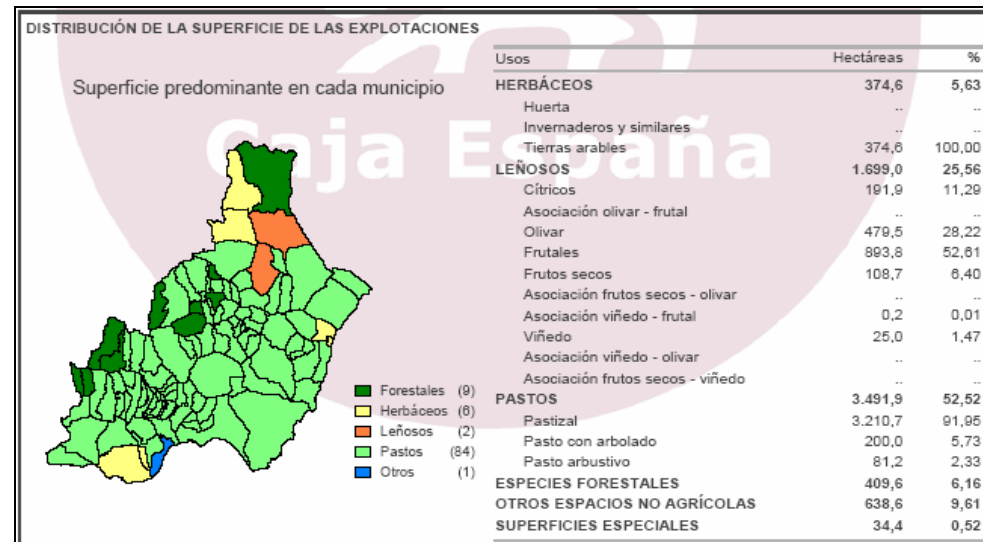 DISTRIBUCIÓN DE LA SUPERFICIE DE LAS EXPLOTACIONES
Superficie predominante en cada municipio
Caja España
Forestales (9)
Herbáceos (6)
Leñosos (2)
Pastos (84)
Otros (1)
Usos Hectáreas %
HERBÁCEOS 374,6 5,63
Huerta .. ..
Invernaderos y similares .. ..
Tierras arables 374,6 100,00
LEÑOSOS 1.699,0 25,56
Cítricos 191,9 11,29
Asociación olivar - frutal .. ..
Olivar 479,5 28,22
Frutales 893,8 52,61
Frutos secos 108,7 6,40
Asociación frutos secos - olivar .. ..
Asociación viñedo - frutal 0,2 0,01
Viñedo 25,0 1,47
Asociación viñedo - olivar .. ..
Asociación frutos secos - viñedo .. ..
PASTOS 3.491,9 52,52
Pastizal 3.210,7 91,95
Pasto con arbolado 200,0 5,73
Pasto arbustivo 81,2 2,33
ESPECIES FORESTALES 409,6 6,16
OTROS ESPACIOS NO AGRÍCOLAS 638,6 9,61
SUPERFICIES ESPECIALES 34,4 0,52